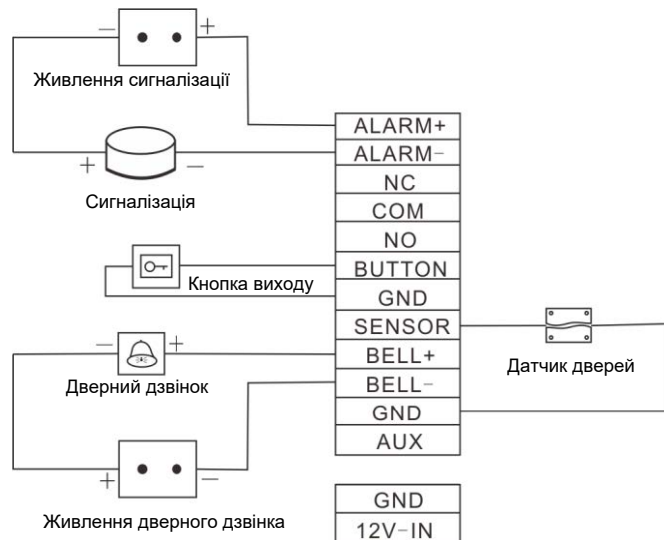 − +
Живлення сигналізації
+ −
Сигналізація
Кнопка виходу
− +
Дверний дзвінок
+ −
Живлення дверного дзвінка
ALARM+
ALARM−
NC
COM
NO
BUTTON
GND
SENSOR
BELL+
BELL−
GND
AUX
GND
12V−IN
Датчик дверей